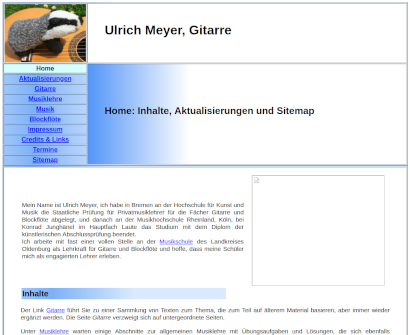 Ulrich Meyer, Gitarre
Home
Aktualisierungen
Gitarre
Musiklehre
Musik
Blockflöte
Impressum
Credits & Links
Termine
Sitemap
Home: Inhalte, Aktualisierungen und Sitemap
Mein Name ist Ulrich Meyer, ich habe in Bremen an der Hochschule für Kunst und
Musik die Staatliche Prüfung für Privatmusiklehrer für die Fächer Gitarre und
Blockflöte abgelegt, und danach an der Musikhochschule Rheinland, Köln, bei
Konrad Junghänel im Hauptfach Laute das Studium mit dem Diplom der
künstlerischen Abschlussprüfung beendet.
Ich arbeite mit fast einer vollen Stelle an der Musikschule des Landkreises
Oldenburg als Lehrkraft für Gitarre und Blockflöte und hoffe, dass meine Schüler
mich als engagierten Lehrer erleben.
Inhalte
Der Link Gitarre führt Sie zu einer Sammlung von Texten zum Thema, die zum Teil auf älterem Material basieren, aber immer wieder
ergänzt werden. Die Seite Gitarre verzweigt sich auf untergeordnete Seiten.
Unter Musiklehre warten einige Abschnitte zur allgemeinen Musiklehre mit Übungsaufgaben und Lösungen, die sich ebenfalls